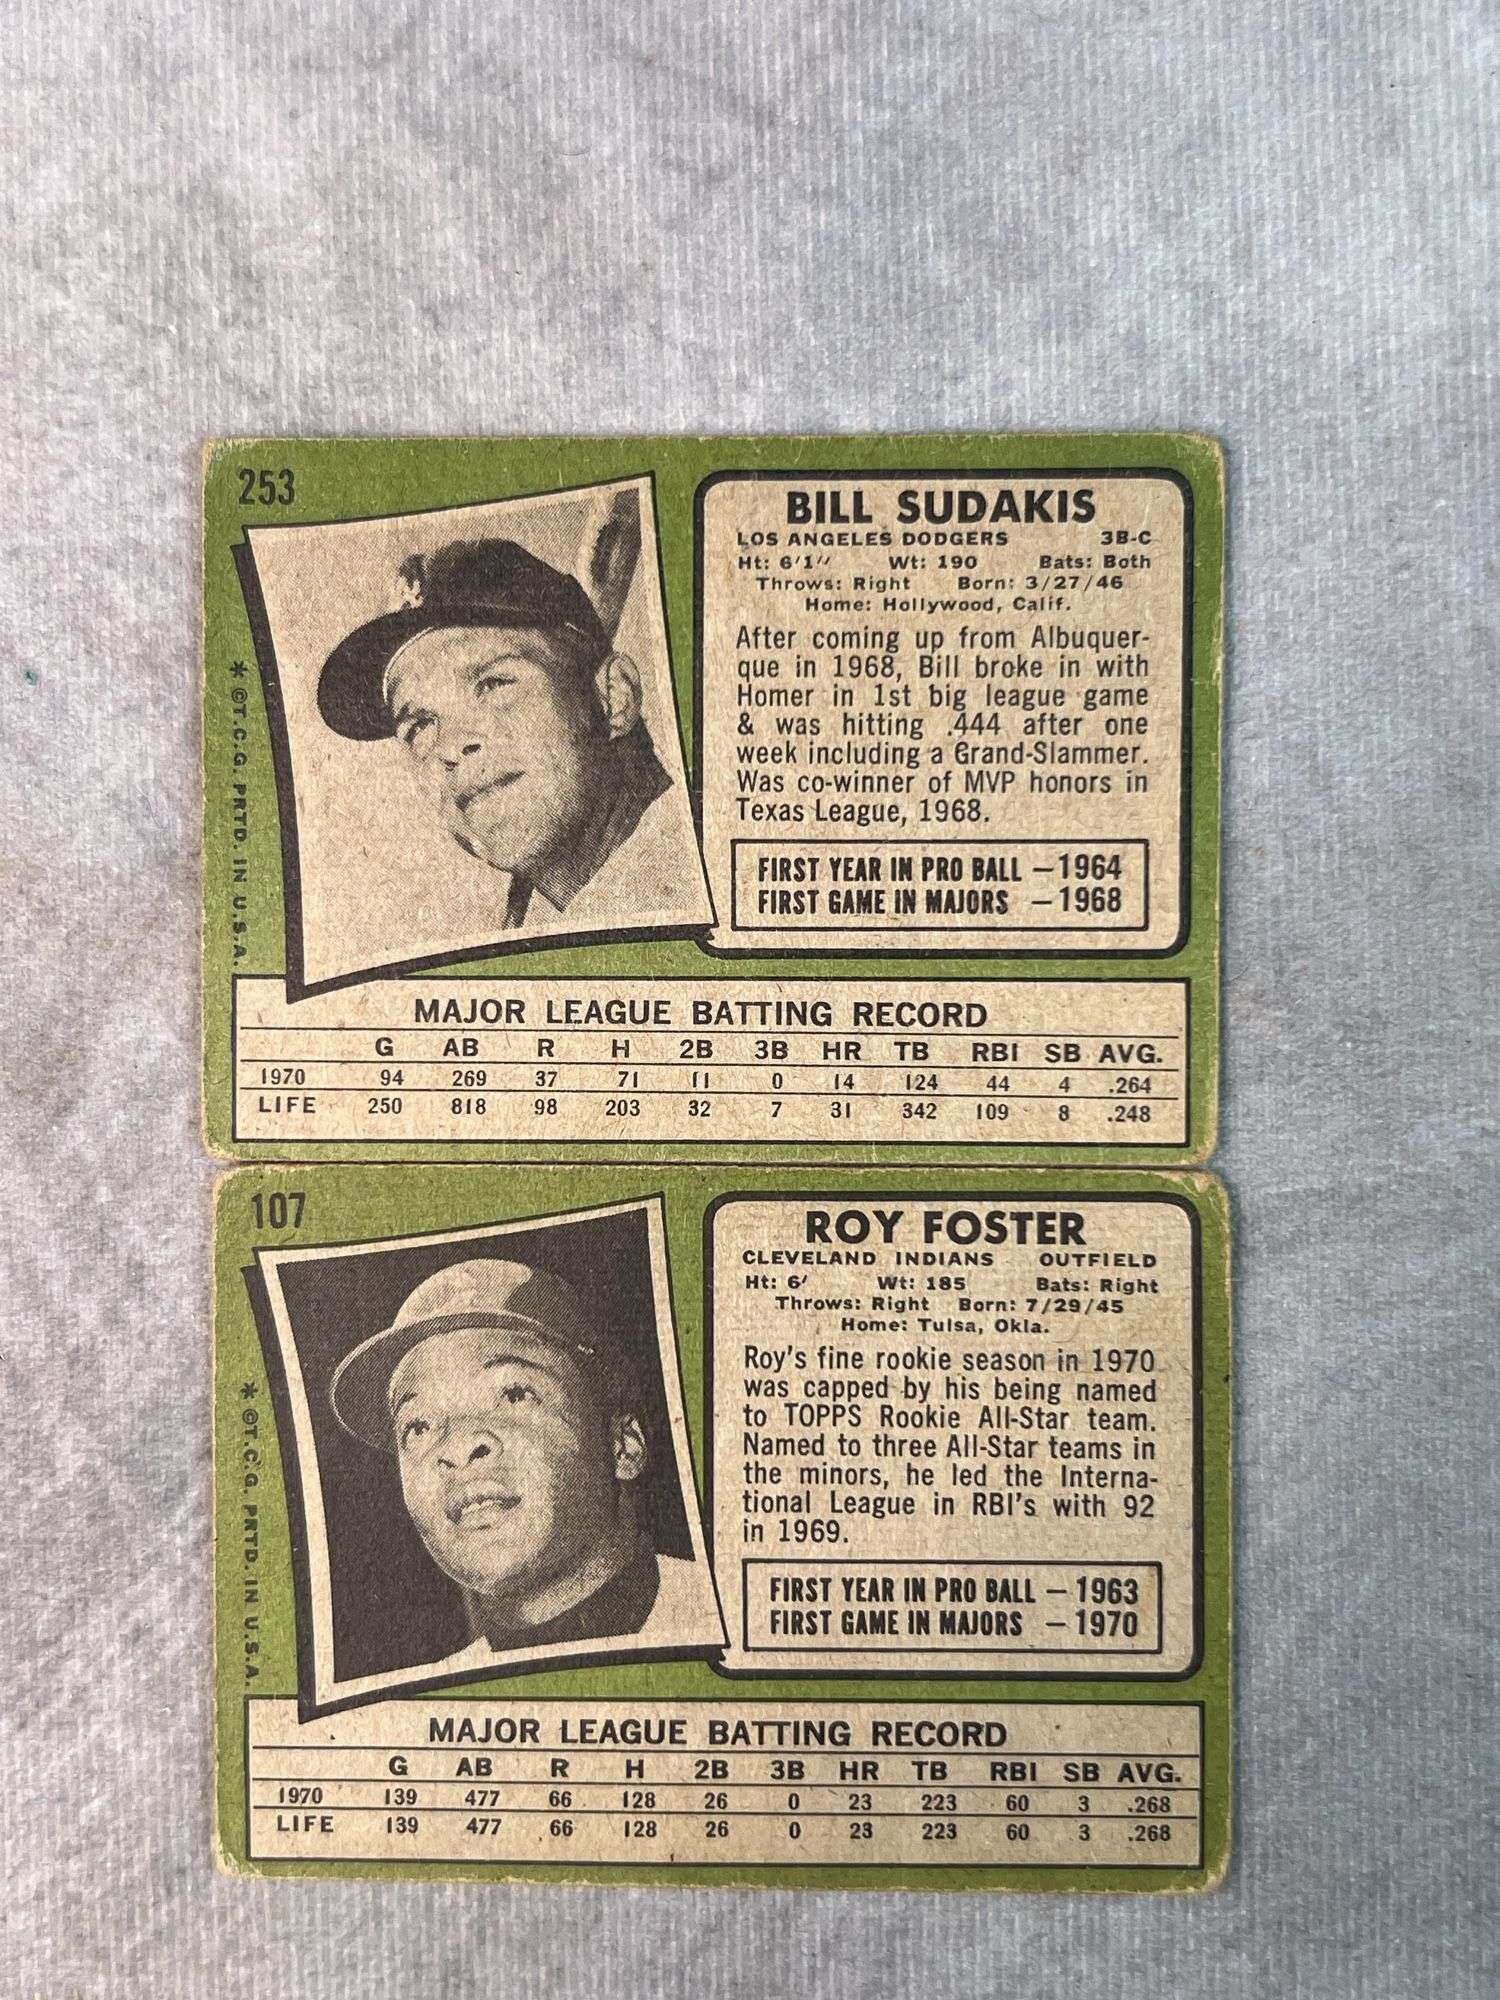 253
BILL SUDAKIS
LOS ANGELES DODGERS 3B-C
Ht: 6'1" Wt: 190 Bats: Both
Throws: Right Born: 3/27/46
Home: Hollywood, Calif.
After coming up from Albuquer-
que in 1968, Bill broke in with
Homer in 1st big league game
& was hitting .444 after one
week including a Grand-Slammer.
Was co-winner of MVP honors in
Texas League, 1968.
FIRST YEAR IN PRO BALL — 1964
FIRST GAME IN MAJORS — 1968
* ©T.C.G. PRTD. IN U.S.A.
MAJOR LEAGUE BATTING RECORD
G AB R H 2B 3B HR TB RBI SB AVG.
1970 94 269 37 71 11 0 14 124 44 4 .264
LIFE 250 818 98 203 32 7 31 342 109 8 .248
107
ROY FOSTER
CLEVELAND INDIANS OUTFIELD
Ht: 6' Wt: 185 Bats: Right
Throws: Right Born: 7/29/45
Home: Tulsa, Okla.
Roy's fine rookie season in 1970
was capped by his being named
to TOPPS Rookie All-Star team.
Named to three All-Star teams in
the minors, he led the Interna-
tional League in RBI's with 92
in 1969.
FIRST YEAR IN PRO BALL — 1963
FIRST GAME IN MAJORS — 1970
* ©T.C.G. PRTD. IN U.S.A.
MAJOR LEAGUE BATTING RECORD
G AB R H 2B 3B HR TB RBI SB AVG.
1970 139 477 66 128 26 0 23 223 60 3 .268
LIFE 139 477 66 128 26 0 23 223 60 3 .268